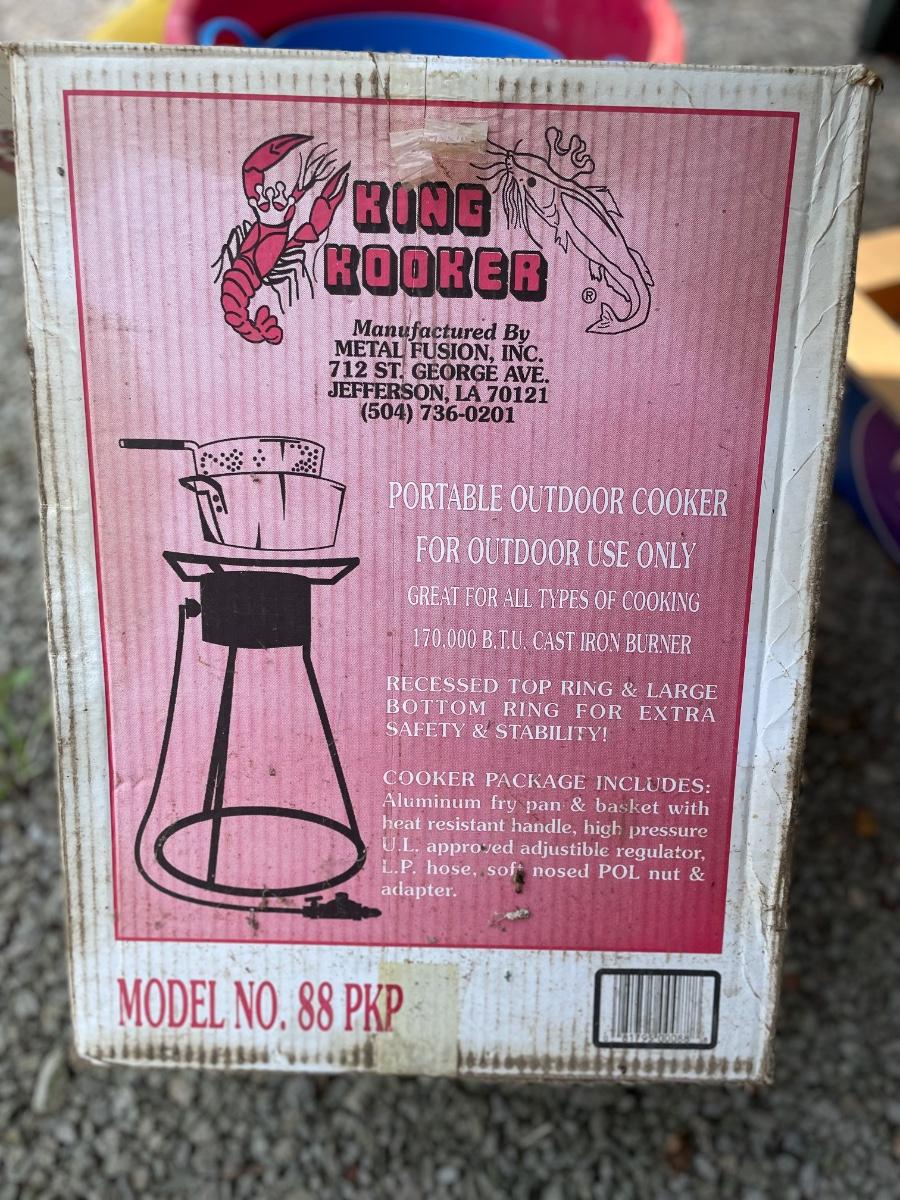 KING
KOOKER
®
Manufactured By
METAL FUSION, INC.
712 ST. GEORGE AVE.
JEFFERSON, LA 70121
(504) 736-0201
PORTABLE OUTDOOR COOKER
FOR OUTDOOR USE ONLY
GREAT FOR ALL TYPES OF COOKING
170,000 B.T.U. CAST IRON BURNER
RECESSED TOP RING & LARGE
BOTTOM RING FOR EXTRA
SAFETY & STABILITY!
COOKER PACKAGE INCLUDES:
Aluminum fry pan & basket with
heat resistant handle, high pressure
U.L. approved adjustible regulator,
L.P. hose, soft nosed POL nut &
adapter.
MODEL NO. 88 PKP